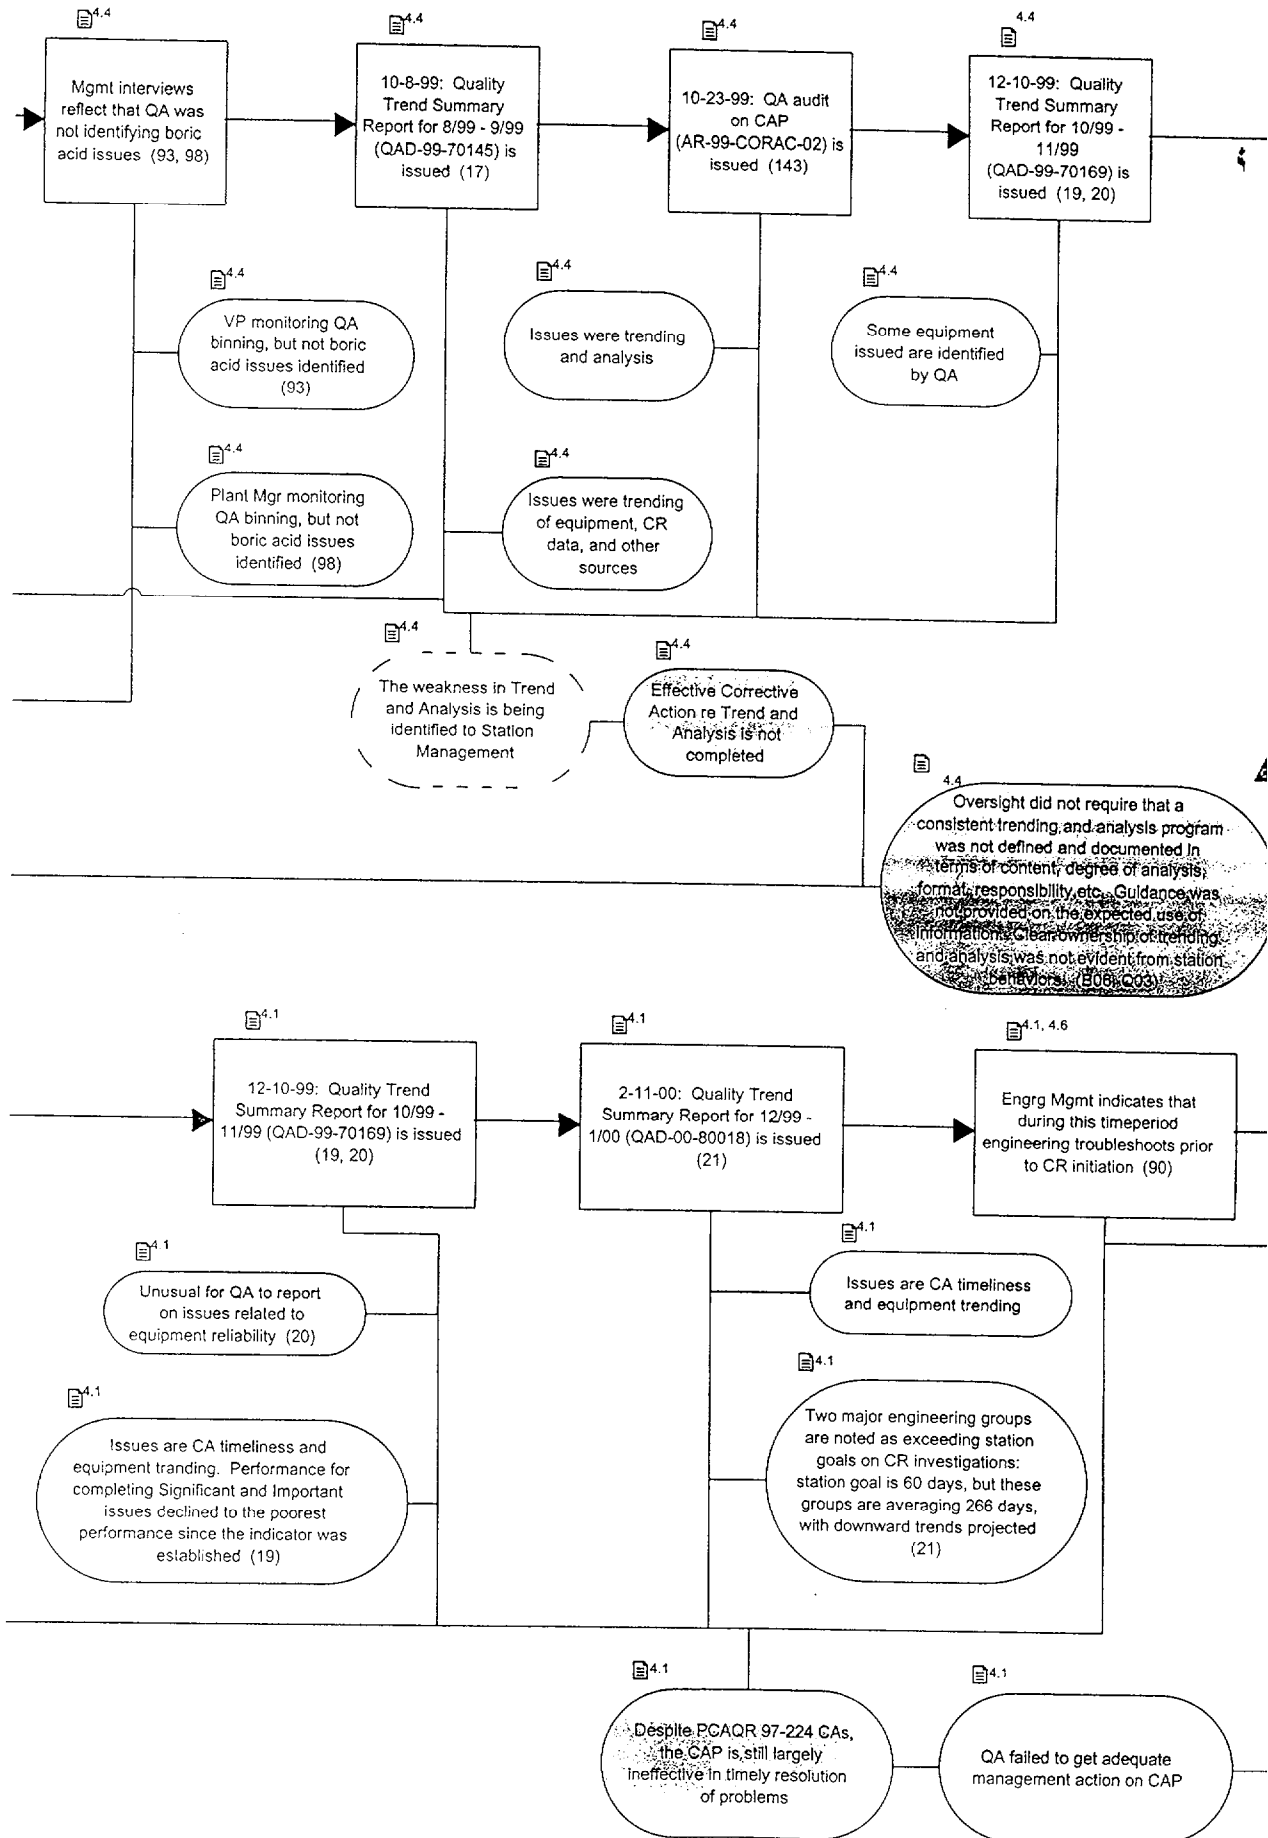 4.4
Mgmt interviews
reflect that QA was
not identifying boric
acid issues (93, 98)
4.4
10-8-99: Quality
Trend Summary
Report for 8/99 - 9/99
(QAD-99-70145) is
issued (17)
4.4
10-23-99: QA audit
on CAP
(AR-99-CORAC-02) is
issued (143)
4.4
12-10-99: Quality
Trend Summary
Report for 10/99 -
11/99
(QAD-99-70169) is
issued (19, 20)
4.4
VP monitoring QA
binning, but not boric
acid issues identified
(93)
4.4
Issues were trending
and analysis
4.4
Some equipment
issued are identified
by QA
4.4
Plant Mgr monitoring
QA binning, but not
boric acid issues
identified (98)
4.4
Issues were trending
of equipment, CR
data, and other
sources
4.4
The weakness in Trend
and Analysis is being
identified to Station
Management
4.4
Effective Corrective
Action re Trend and
Analysis is not
completed
4.4
Oversight did not require that a
consistent trending and analysis program
was not defined and documented in
terms of content, degree of analysis,
format, responsibility, etc. Guidance was
not provided on the expected use of
information. Clear ownership of trending
and analysis was not evident from station
behaviors. (B06, Q03)
4.1
12-10-99: Quality Trend
Summary Report for 10/99 -
11/99 (QAD-99-70169) is issued
(19, 20)
4.1
2-11-00: Quality Trend
Summary Report for 12/99 -
1/00 (QAD-00-80018) is issued
(21)
4.1, 4.6
Engrg Mgmt indicates that
during this timeperiod
engineering troubleshoots prior
to CR initiation (90)
4.1
Unusual for QA to report
on issues related to
equipment reliability (20)
4.1
Issues are CA timeliness
and equipment trending
4.1
Issues are CA timeliness and
equipment tranding. Performance for
completing Significant and Important
issues declined to the poorest
performance since the indicator was
established (19)
4.1
Two major engineering groups
are noted as exceeding station
goals on CR investigations:
station goal is 60 days, but these
groups are averaging 266 days,
with downward trends projected
(21)
4.1
Despite PCAQR 97-224 CAs,
the CAP is still largely
ineffective in timely resolution
of problems
4.1
QA failed to get adequate
management action on CAP